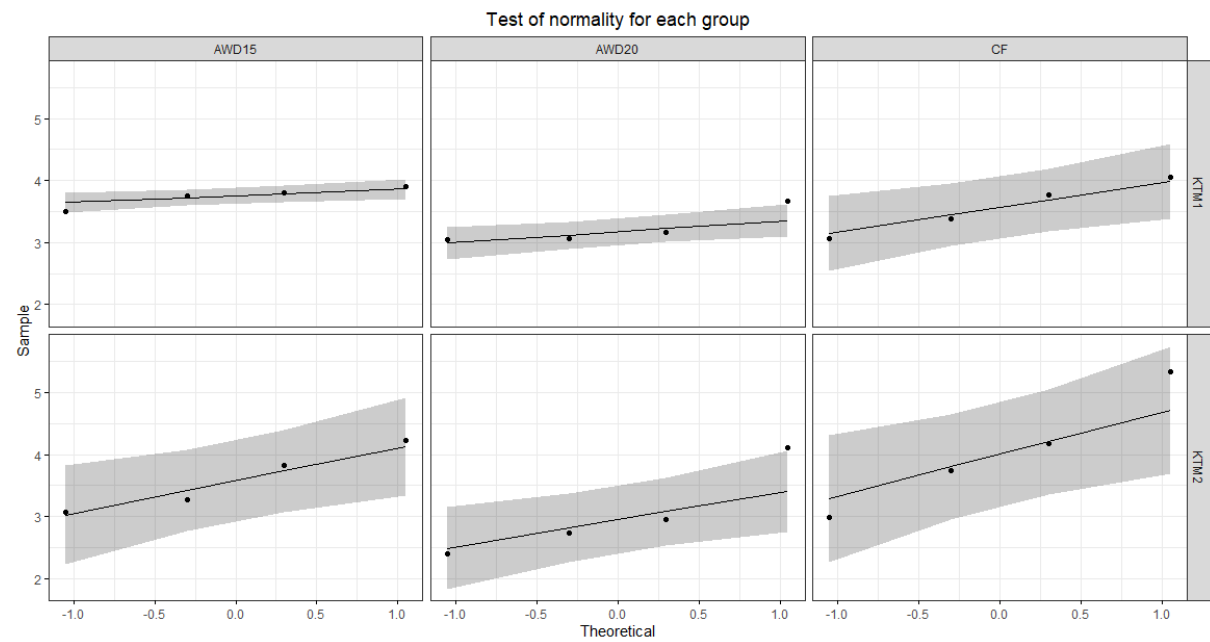 Test of normality for each group
AWD15 AWD20 CF
5
4
3
2
KTM1
Sample
5
4
3
2
KTM2
-1.0 -0.5 0.0 0.5 1.0 -1.0 -0.5 0.0 0.5 1.0 -1.0 -0.5 0.0 0.5 1.0
Theoretical